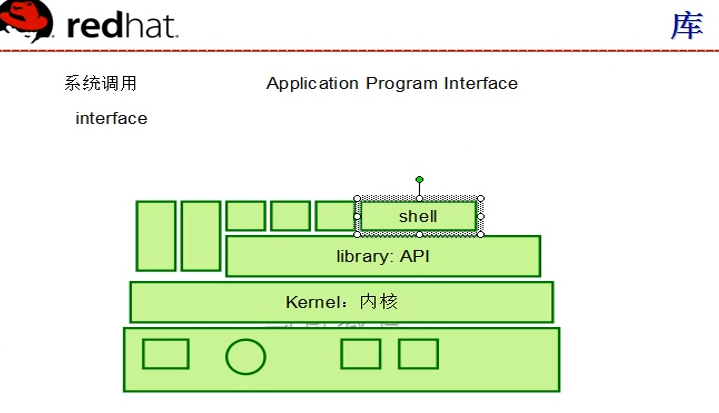 redhat.
库
系统调用
Application Program Interface
interface
shell
library: API
Kernel：内核